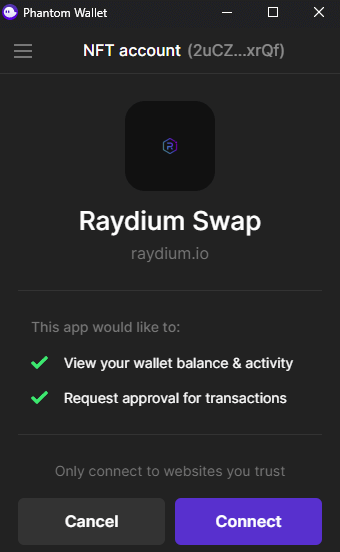 Phantom Wallet
NFT account (2uCZ...xrQf)
Raydium Swap
raydium.io
This app would like to:
View your wallet balance & activity
Request approval for transactions
Only connect to websites you trust
Cancel Connect